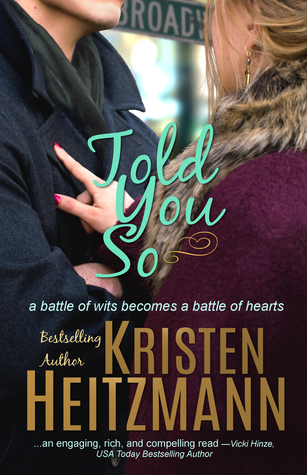 BROADW
Told
You
So
a battle of wits becomes a battle of hearts
Bestselling
Author
KRISTEN
HEITZMANN
...an engaging, rich, and compelling read —Vicki Hinze,
USA Today Bestselling Author